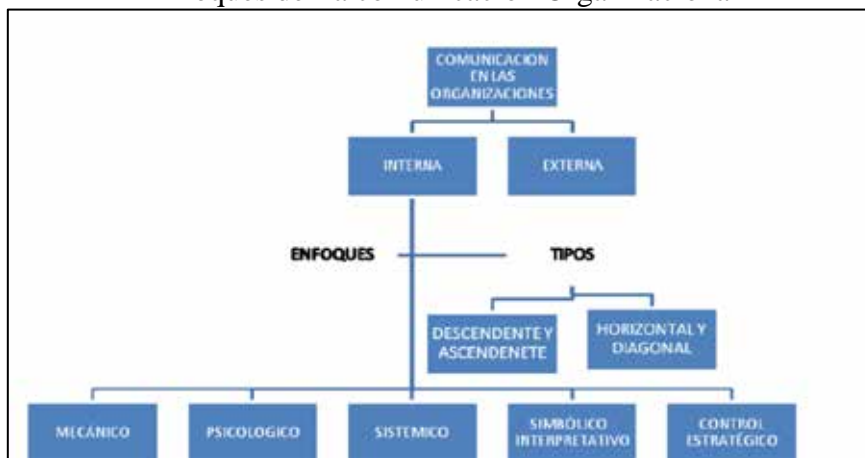 COMUNICACION
EN LAS
ORGANIZACIONES
INTERNA
EXTERNA
ENFOQUES
TIPOS
DESCENDENTE Y
ASCENDENETE
HORIZONTAL Y
DIAGONAL
MECÁNICO
PSICOLOGICO
SISTEMICO
SIMBÓLICO
INTERPRETATIVO
CONTROL
ESTRATÉGICO